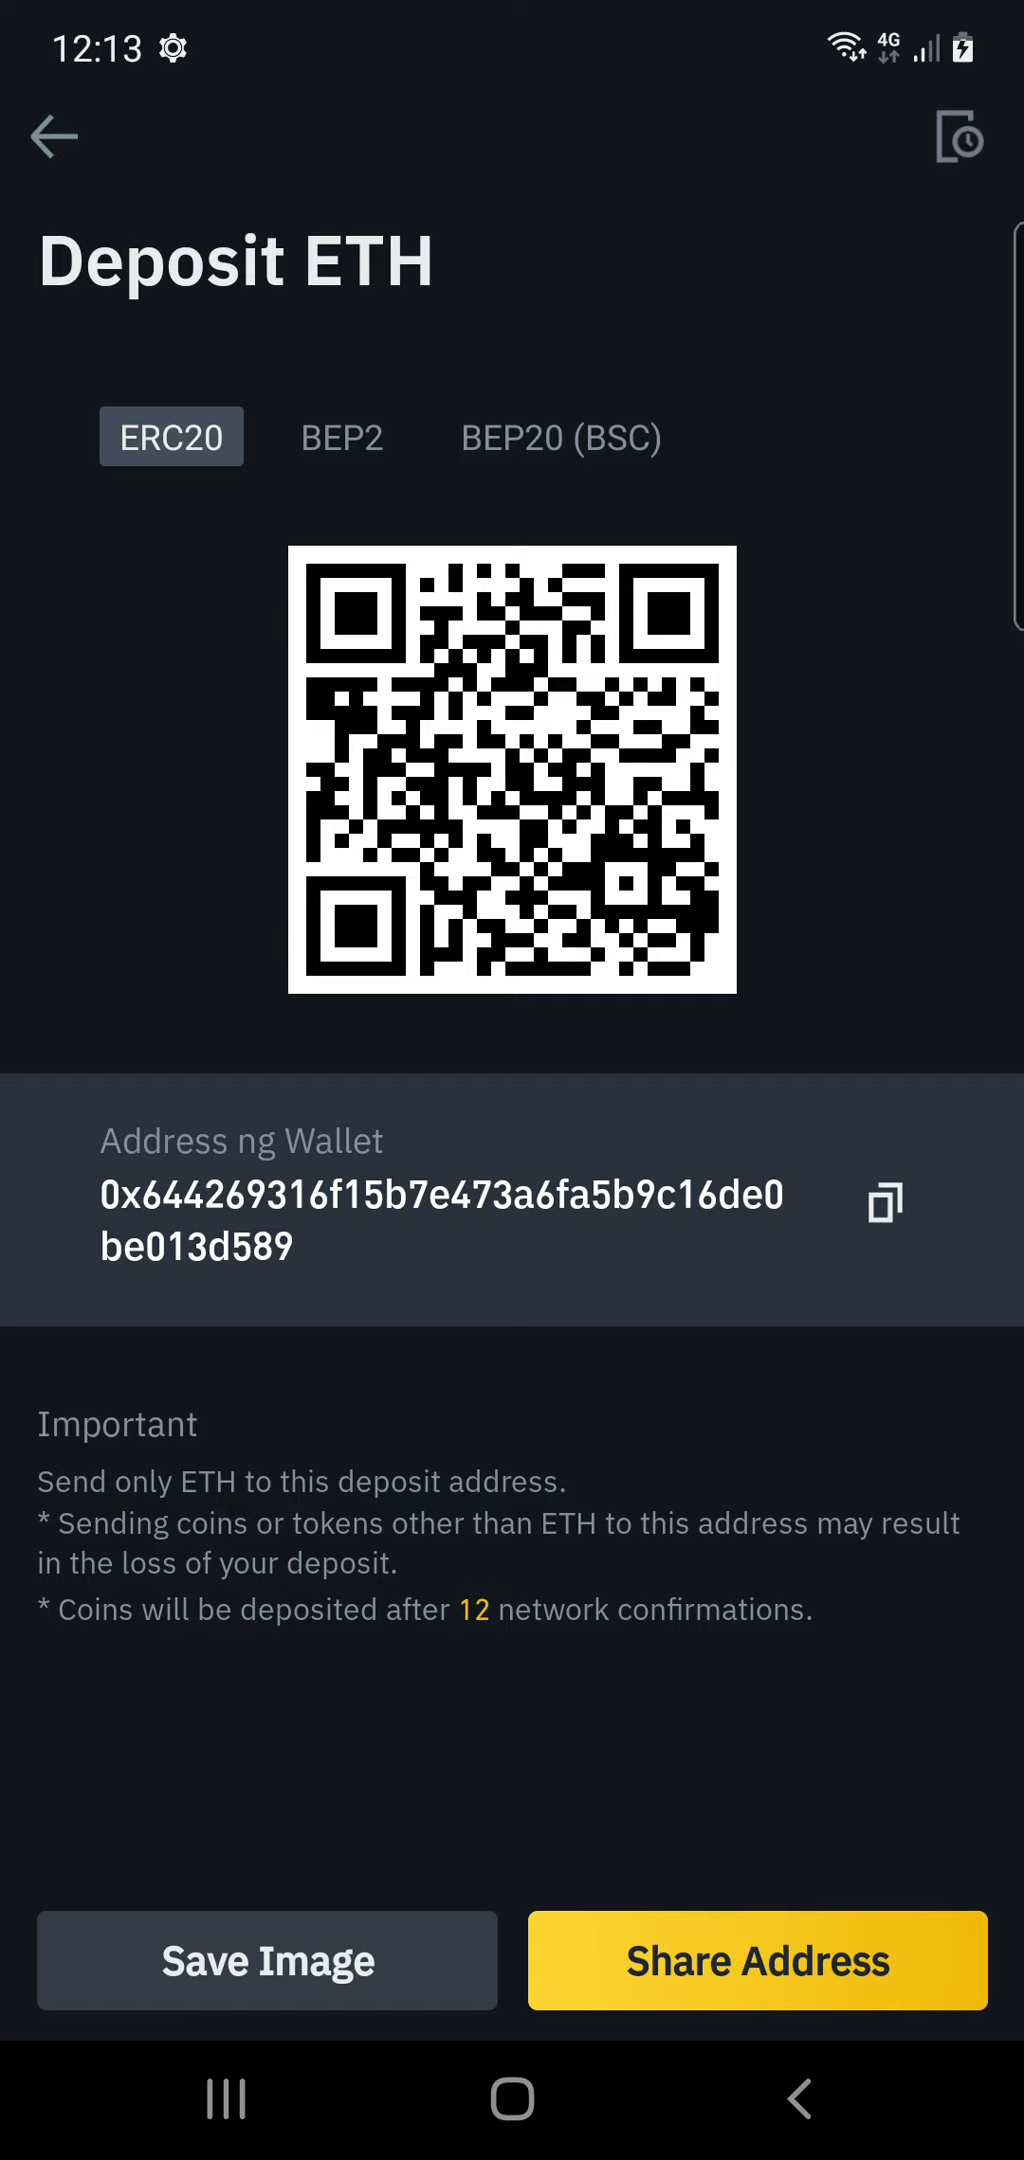 12:13
4G
Deposit ETH
ERC20 BEP2 BEP20 (BSC)
Address ng Wallet
0x644269316f15b7e473a6fa5b9c16de0
be013d589
Important
Send only ETH to this deposit address.
* Sending coins or tokens other than ETH to this address may result
in the loss of your deposit.
* Coins will be deposited after 12 network confirmations.
Save Image Share Address